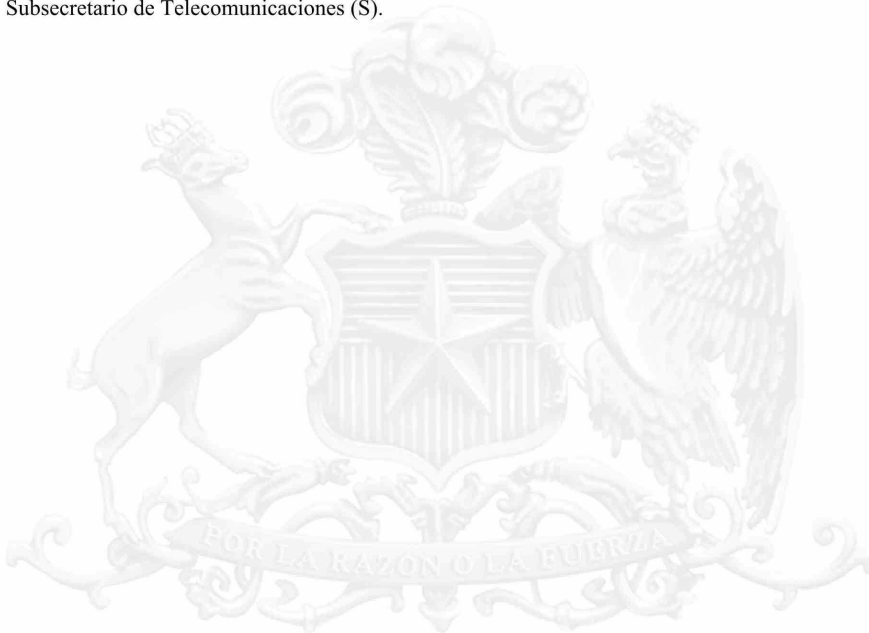 Subsecretario de Telecomunicaciones (S).
POR LA RAZON O LA FUERZA